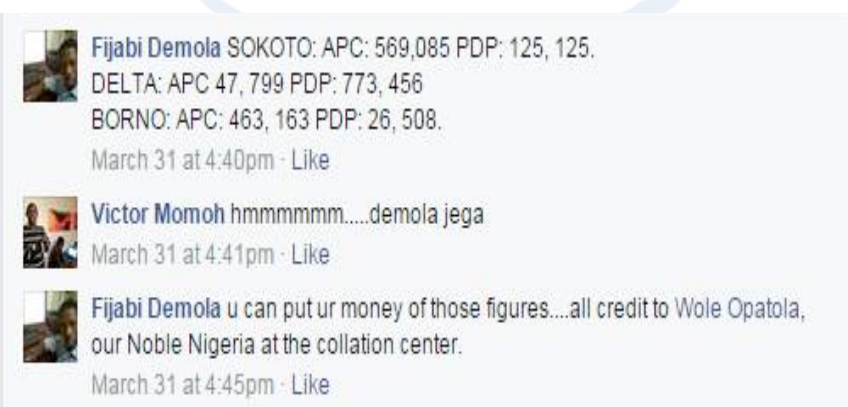 Fijabi Demola SOKOTO: APC: 569,085 PDP: 125, 125.
DELTA: APC 47, 799 PDP: 773, 456
BORNO: APC: 463, 163 PDP: 26, 508.
March 31 at 4:40pm · Like
Victor Momoh hmmmmmm.....demola jega
March 31 at 4:41pm · Like
Fijabi Demola u can put ur money of those figures....all credit to Wole Opatola,
our Noble Nigeria at the collation center.
March 31 at 4:45pm · Like